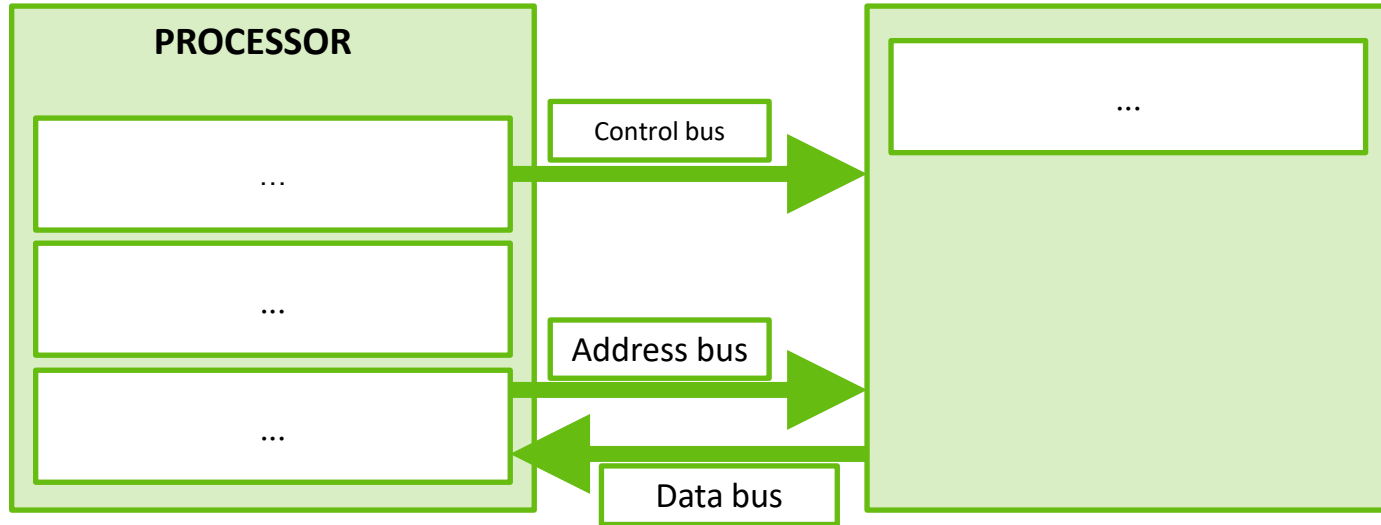 PROCESSOR
...
Control bus
...
...
Address bus
...
Data bus